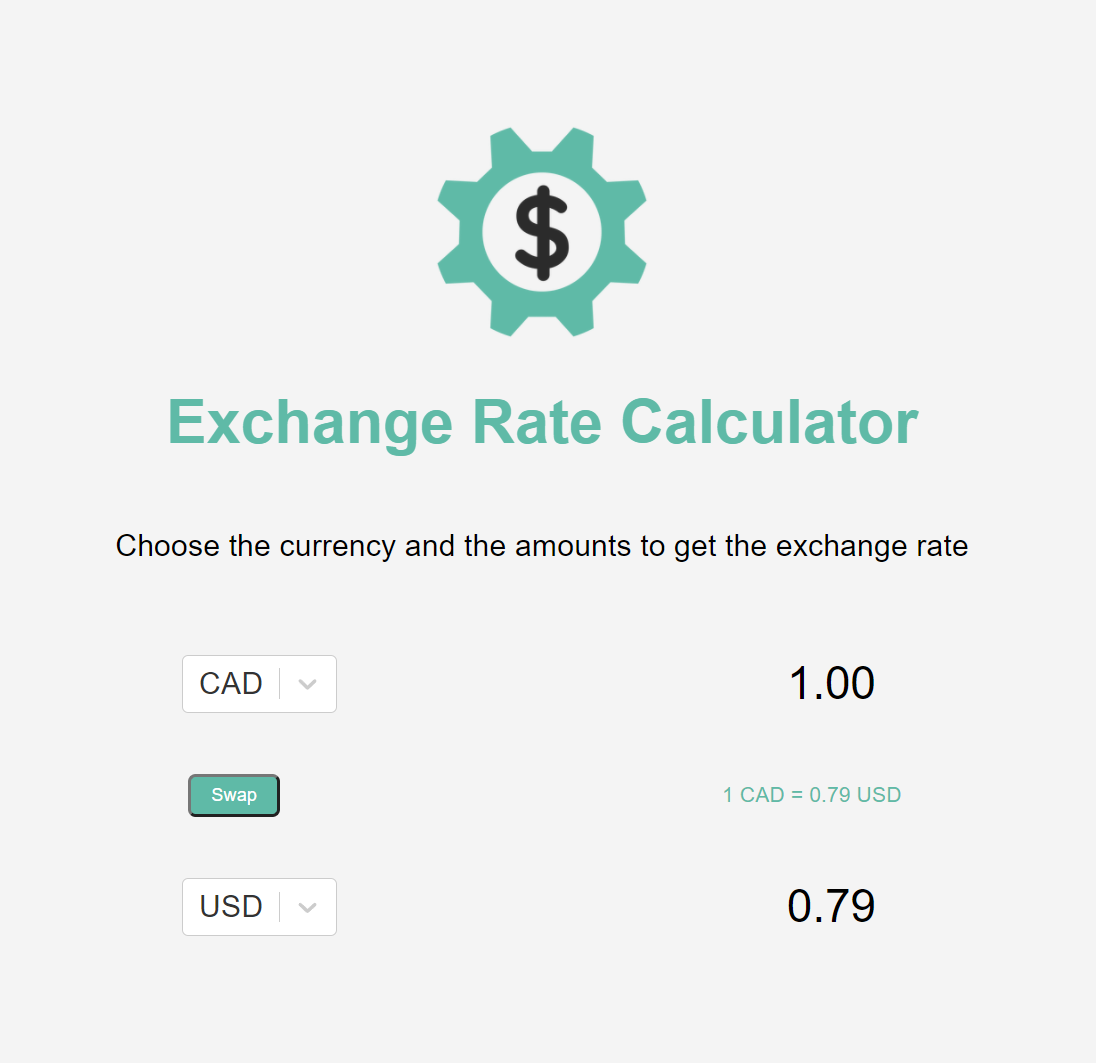 $
Exchange Rate Calculator
Choose the currency and the amounts to get the exchange rate
CAD 1.00
Swap 1 CAD = 0.79 USD
USD 0.79